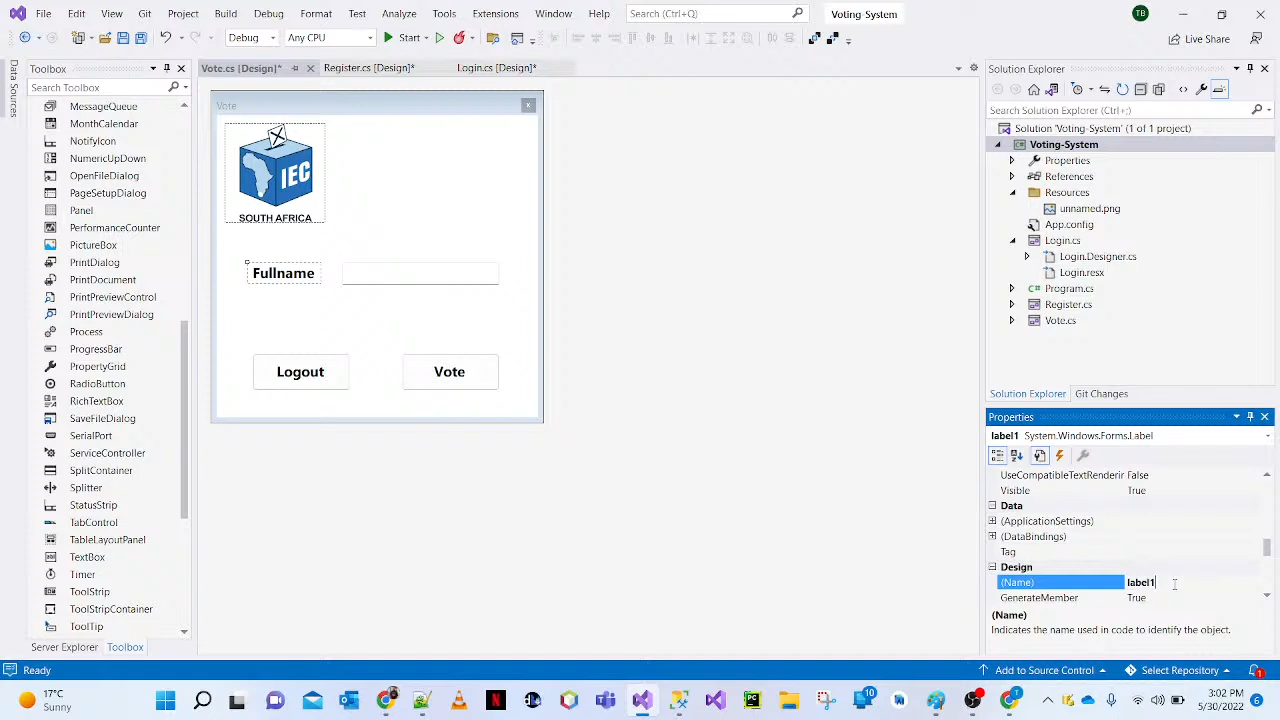 File Edit View Git Project Build Debug Format Test Analyze Tools Extensions Window Help Search (Ctrl+Q) Voting-System TB
Debug Any CPU Start Live Share
Data Sources
Toolbox
Search Toolbox
MessageQueue
MonthCalendar
NotifyIcon
NumericUpDown
OpenFileDialog
PageSetupDialog
Panel
PerformanceCounter
PictureBox
PrintDialog
PrintDocument
PrintPreviewControl
PrintPreviewDialog
Process
ProgressBar
PropertyGrid
RadioButton
RichTextBox
SaveFileDialog
SerialPort
ServiceController
SplitContainer
Splitter
StatusStrip
TabControl
TableLayoutPanel
TextBox
Timer
ToolStrip
ToolStripContainer
ToolTip
Server Explorer Toolbox
Vote.cs [Design]* Register.cs [Design]* Login.cs [Design]*
Vote
IEC
SOUTH AFRICA
Fullname
Logout Vote
Solution Explorer
Search Solution Explorer (Ctrl+;)
Solution 'Voting-System' (1 of 1 project)
Voting-System
Properties
References
Resources
unnamed.png
App.config
Login.cs
Login.Designer.cs
Login.resx
Program.cs
Register.cs
Vote.cs
Solution Explorer Git Changes
Properties
label1 System.Windows.Forms.Label
UseCompatibleTextRenderir False
Visible True
Data
(ApplicationSettings)
(DataBindings)
Tag
Design
(Name) label1
GenerateMember True
(Name)
Indicates the name used in code to identify the object.
Ready Add to Source Control Select Repository 1
17°C
Sunny
10
3:02 PM
5/30/2022
6